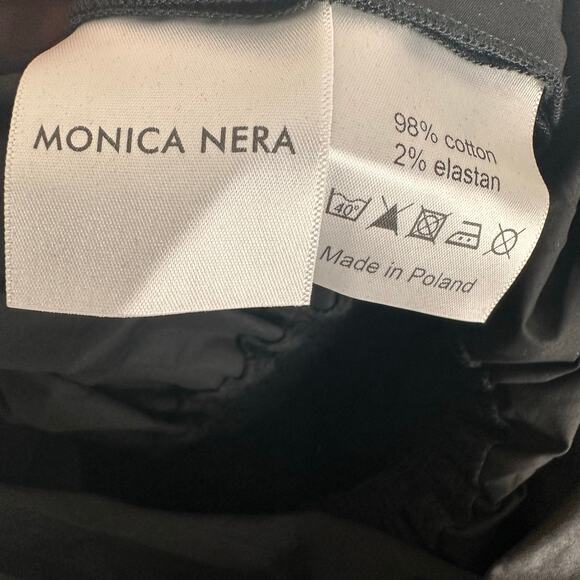 MONICA NERA
98% cotton
2% elastan
40°
Made in Poland